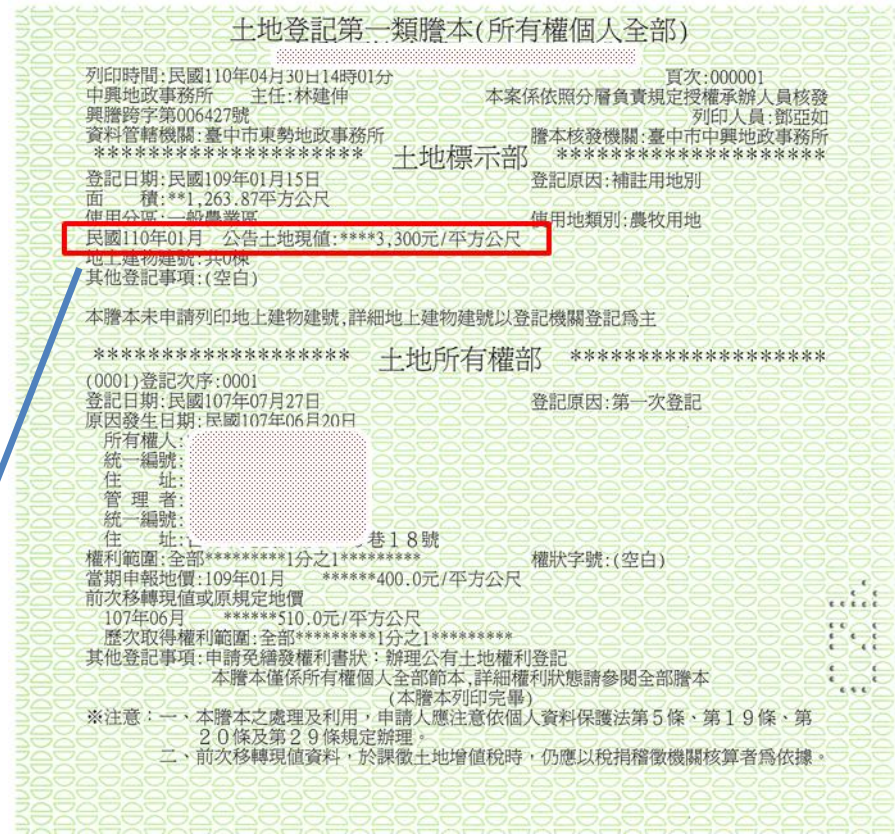 土地登記第一類謄本(所有權個人全部)
列印時間:民國110年04月30日14時01分 頁次:000001
中興地政事務所 主任:林建伸 本案係依照分層負責規定授權承辦人員核發
興謄跨字第006427號 列印人員:鄧亞如
資料管轄機關:臺中市東勢地政事務所 謄本核發機關:臺中市中興地政事務所
******************** 土地標示部 ********************
登記日期:民國109年01月15日 登記原因:補註用地別
面 積:**1,263.87平方公尺
使用分區:一般農業區 使用地類別:農牧用地
民國110年01月 公告土地現值:****3,300元/平方公尺
地上建物建號:共0棟
其他登記事項:(空白)
本謄本未申請列印地上建物建號,詳細地上建物建號以登記機關登記為主
******************* 土地所有權部 *******************
(0001)登記次序:0001
登記日期:民國107年07月27日 登記原因:第一次登記
原因發生日期:民國107年06月20日
所有權人:
統一編號:
住 址:
管 理 者:
統一編號:
住 址: 巷18號
權利範圍:全部*********1分之1********* 權狀字號:(空白)
當期申報地價:109年01月 ******400.0元/平方公尺
前次移轉現值或原規定地價
107年06月 ******510.0元/平方公尺
歷次取得權利範圍:全部*********1分之1*********
其他登記事項:申請免繕發權利書狀:辦理公有土地權利登記
本謄本僅係所有權個人全部節本,詳細權利狀態請參閱全部謄本
(本謄本列印完畢)
※注意:一、本謄本之處理及利用,申請人應注意依個人資料保護法第5條、第19條、第
20條及第29條規定辦理。
二、前次移轉現值資料,於課徵土地增值稅時,仍應以稅捐稽徵機關核算者為依據。